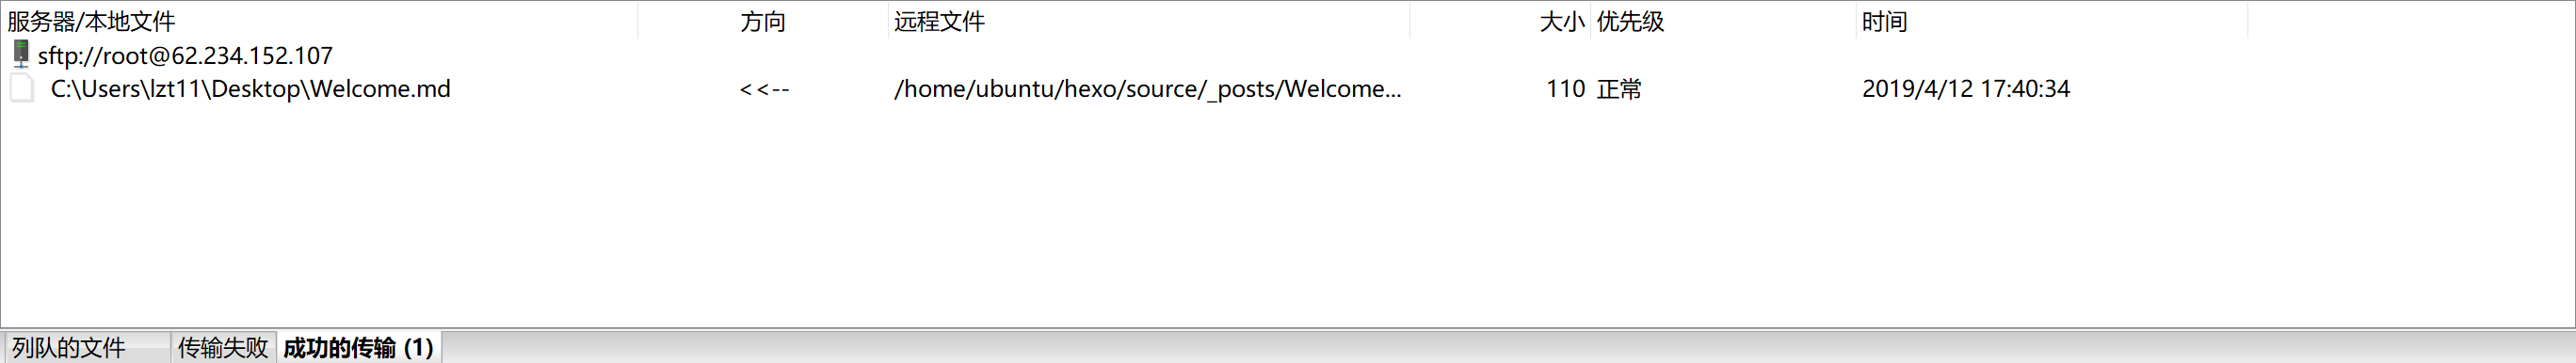 服务器/本地文件 方向 远程文件 大小 优先级 时间
sftp://root@62.234.152.107
C:\Users\lzt11\Desktop\Welcome.md <<-- /home/ubuntu/hexo/source/_posts/Welcome... 110 正常 2019/4/12 17:40:34
列队的文件 传输失败 成功的传输 (1)